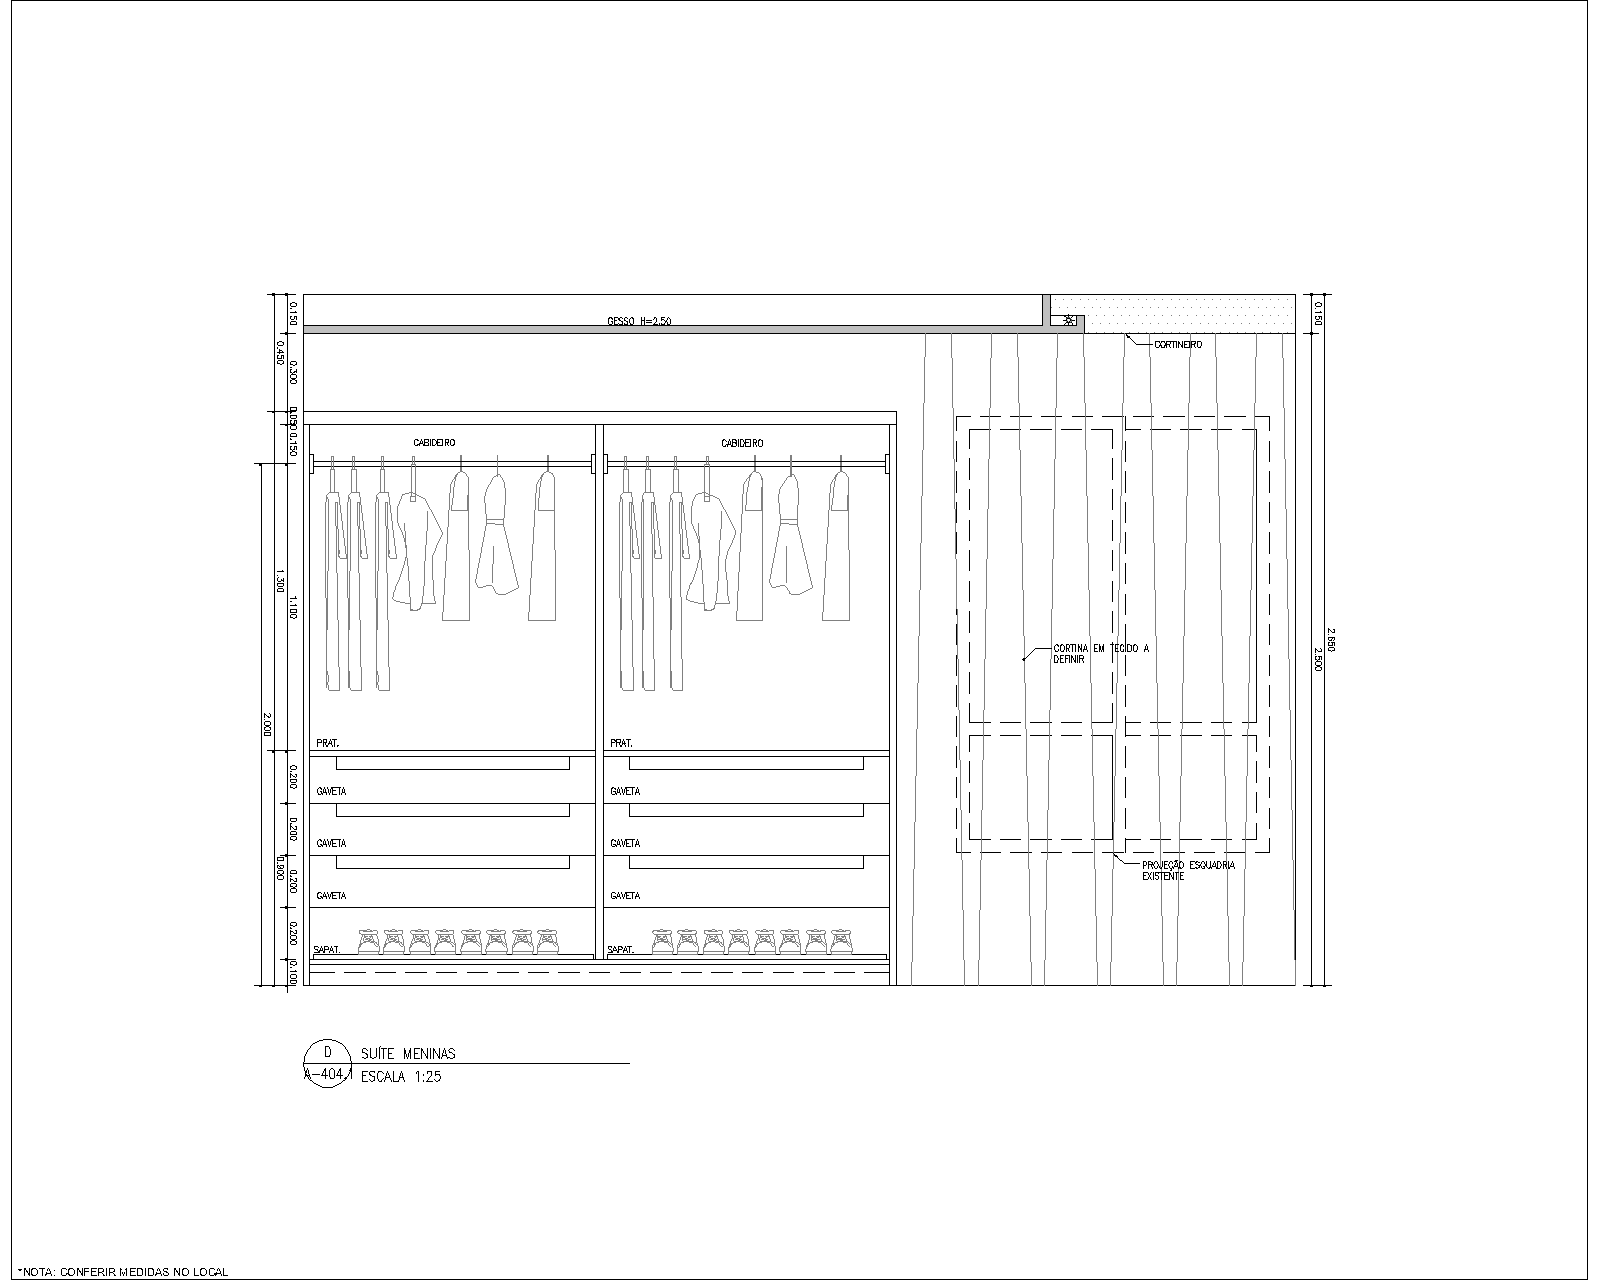 0.150
0.150
GESSO H=2.50
CORTINEIRO
0.450
0.300
0.050
0.150
CABIDEIRO
CABIDEIRO
1.300
1.100
2.650
2.500
CORTINA EM TECIDO A
DEFINIR
2.000
PRAT.
PRAT.
0.200
GAVETA
GAVETA
0.200
GAVETA
GAVETA
0.900
0.200
PROJEÇÃO ESQUADRIA
EXISTENTE
GAVETA
GAVETA
0.200
SAPAT.
SAPAT.
0.100
D
SUÍTE MENINAS
A-404.1
ESCALA 1:25
*NOTA: CONFERIR MEDIDAS NO LOCAL